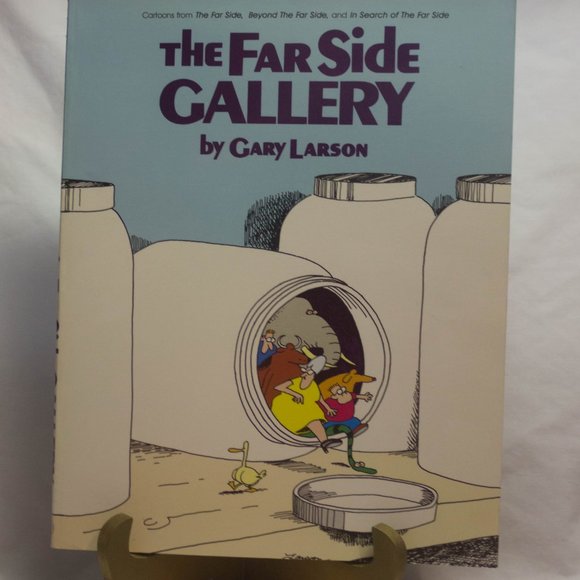 Cartoons from The Far Side, Beyond The Far Side, and In Search of The Far Side
THE FAR SiDE
GALLERY
by GARY LARSON
Larson